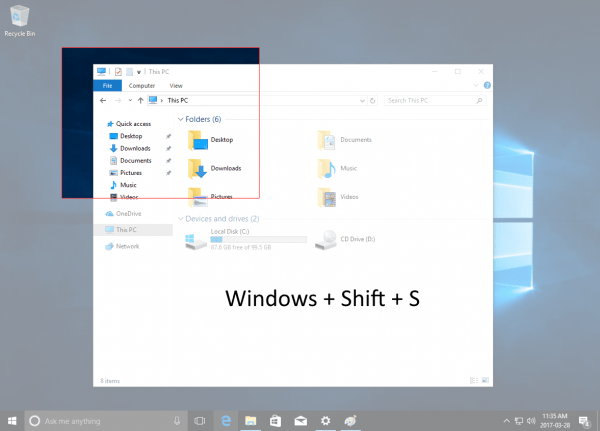 Recycle Bin
This PC
File Computer View
This PC
Search This PC
Quick access
Desktop
Downloads
Documents
Pictures
Music
Videos
OneDrive
This PC
Network
Folders (6)
Desktop
Documents
Downloads
Music
Pictures
Videos
Devices and drives (2)
Local Disk (C:)
87.6 GB free of 99.5 GB
CD Drive (D:)
Windows + Shift + S
8 items
Ask me anything
11:35 AM
2017-03-28